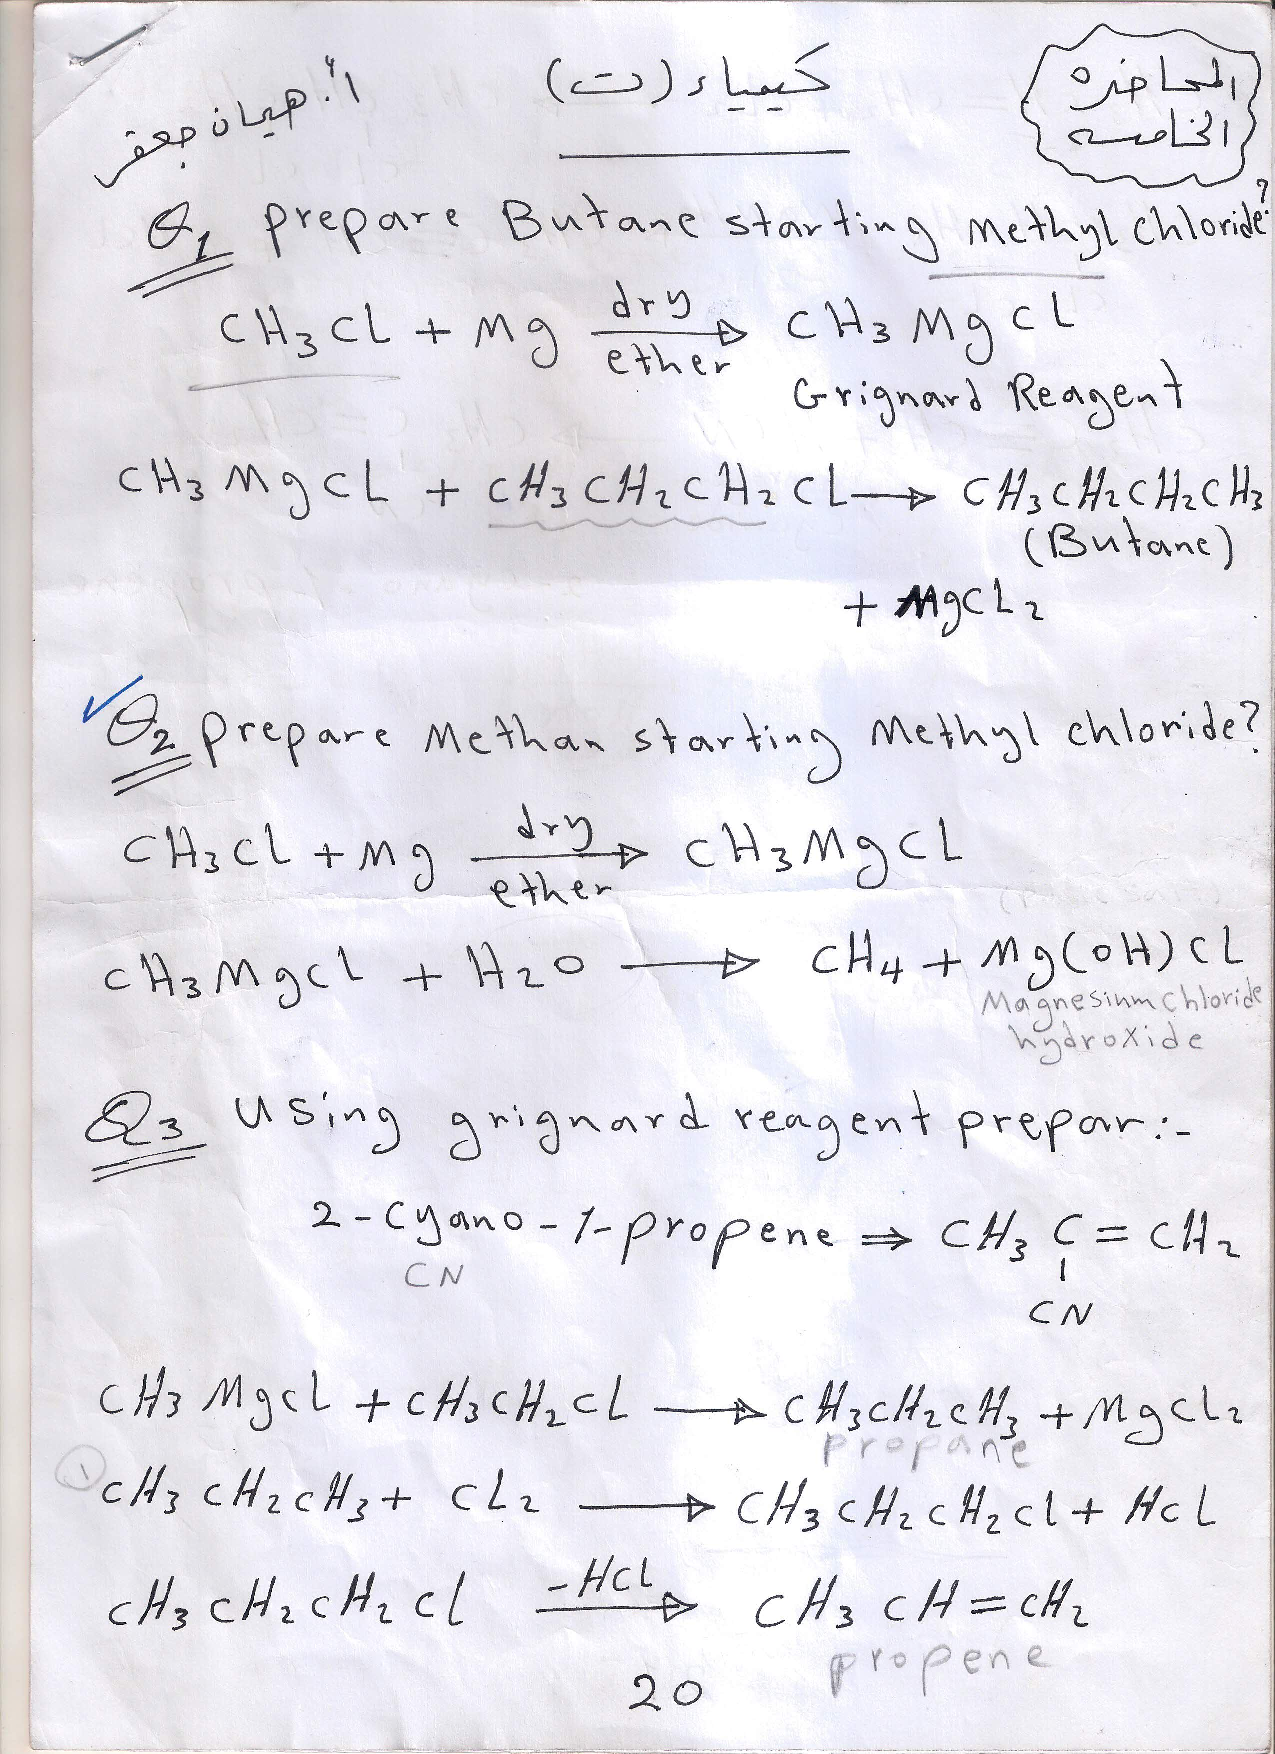 المحاضره
الخامسه
كيمياء (ت)
أ. هيمان جعفر
Q1 prepare Butane starting Methyl chloride?
CH3CL + Mg dry ether → CH3MgCL
Grignard Reagent
CH3MgCL + CH3CH2CH2CL → CH3CH2CH2CH3
(Butane)
+ MgCL2
Q2 prepare Methan starting Methyl chloride?
CH3CL + Mg dry ether → CH3MgCL
CH3MgCL + H2O → CH4 + Mg(OH)CL
Magnesium chloride
hydroxide
Q3 Using grignard reagent prepar:-
2-cyano-1-propene ⇒ CH3C=CH2
CN
CN
CH3MgCL + CH3CH2CL → CH3CH2CH3 + MgCL2
propane
1 CH3CH2CH3 + CL2 → CH3CH2CH2Cl + HCL
CH3CH2CH2Cl -HCL → CH3CH=CH2
propene
20